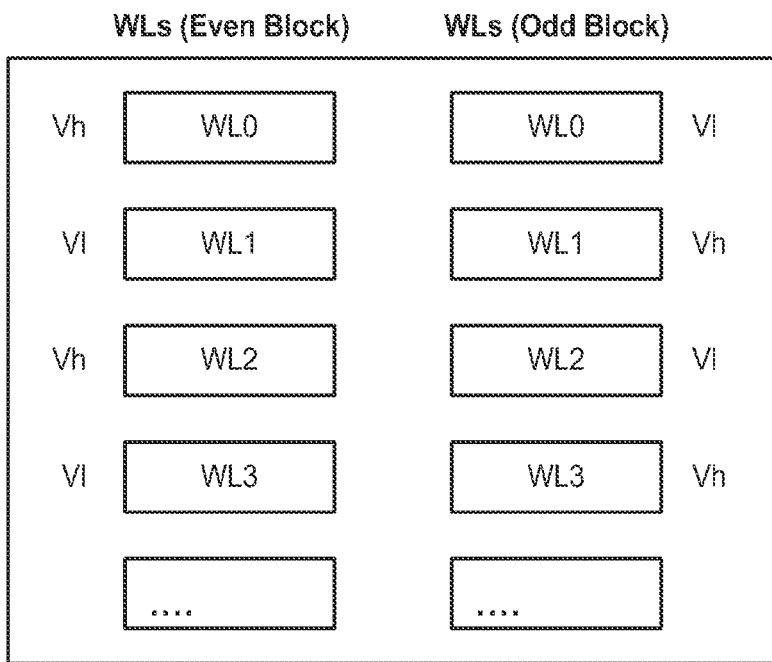 WLs (Even Block) WLs (Odd Block)
Vh WL0 WL0 Vl
Vl WL1 WL1 Vh
Vh WL2 WL2 Vl
Vl WL3 WL3 Vh
.... ....